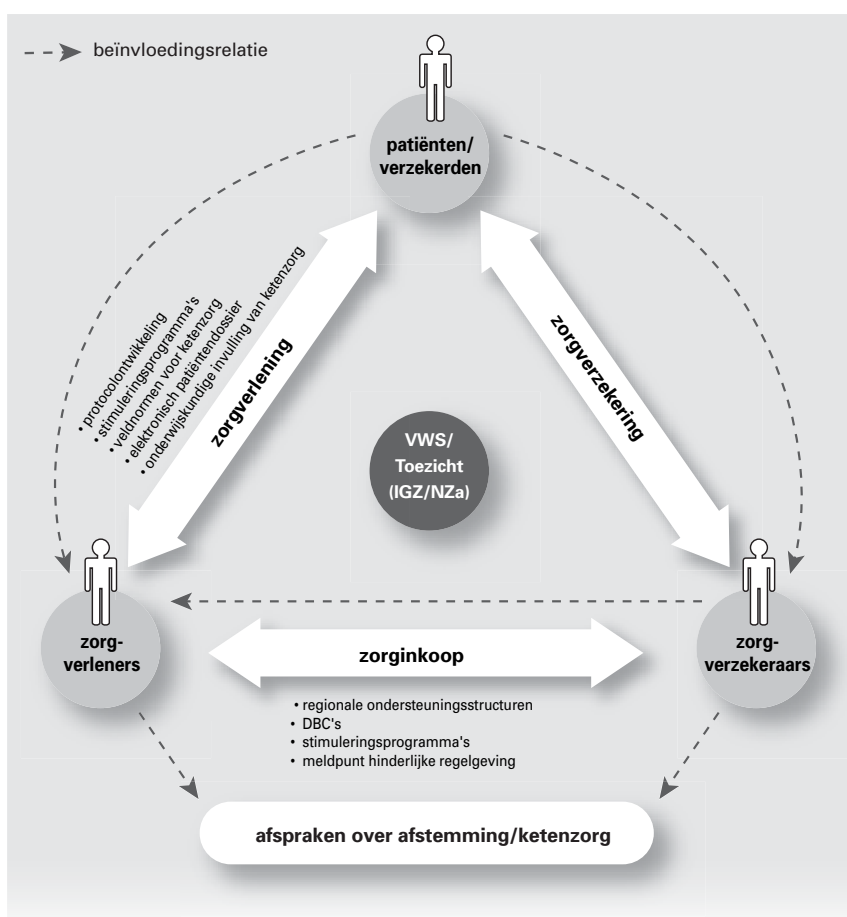 beïnvloedingsrelatie
patiënten/
verzekerden
• protocolontwikkeling
• stimuleringsprogramma's
• veldnormen voor ketenzorg
• elektronisch patiëntendossier
• onderwijskundige invulling van ketenzorg
zorgverlening
zorgverzekering
VWS/
Toezicht
(IGZ/NZa)
zorg-
verleners
zorginkoop
zorg-
verzekeraars
• regionale ondersteuningsstructuren
• DBC's
• stimuleringsprogramma's
• meldpunt hinderlijke regelgeving
afspraken over afstemming/ketenzorg